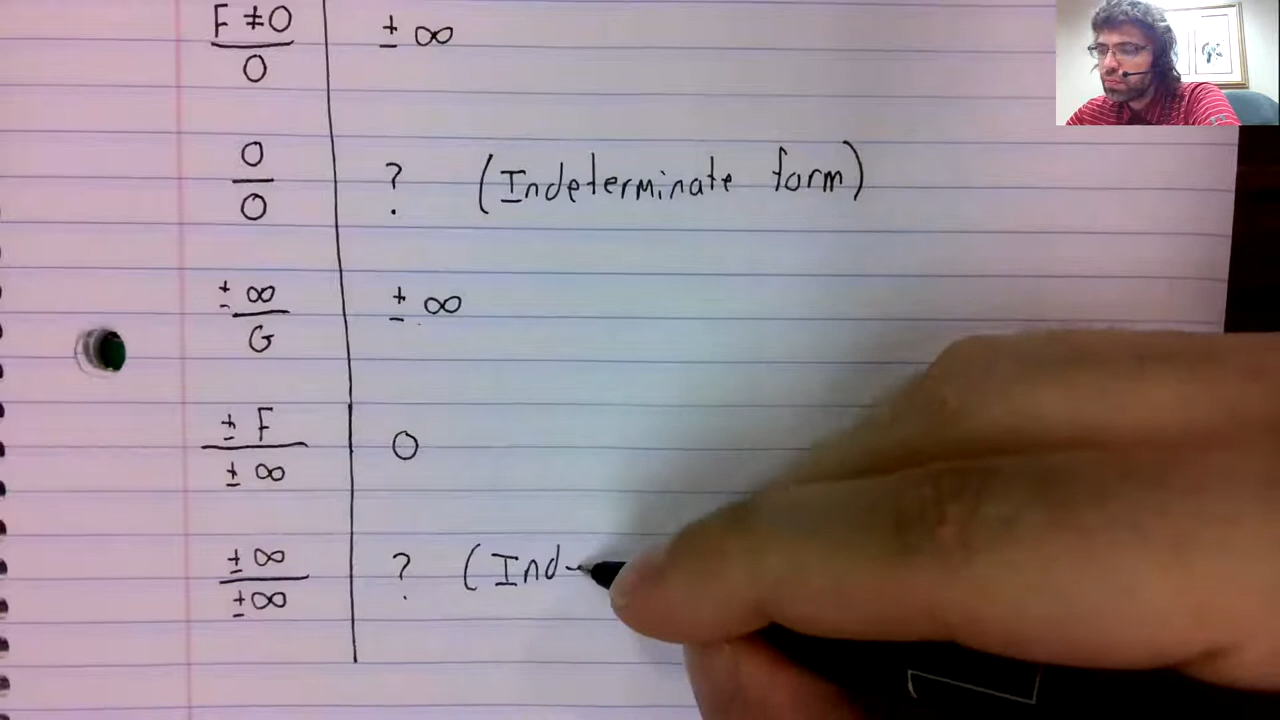 F ≠ 0 / 0 ± ∞
0 / 0 ? (Indeterminate form)
± ∞ / G ± ∞
± F / ± ∞ 0
± ∞ / ± ∞ ? (Ind